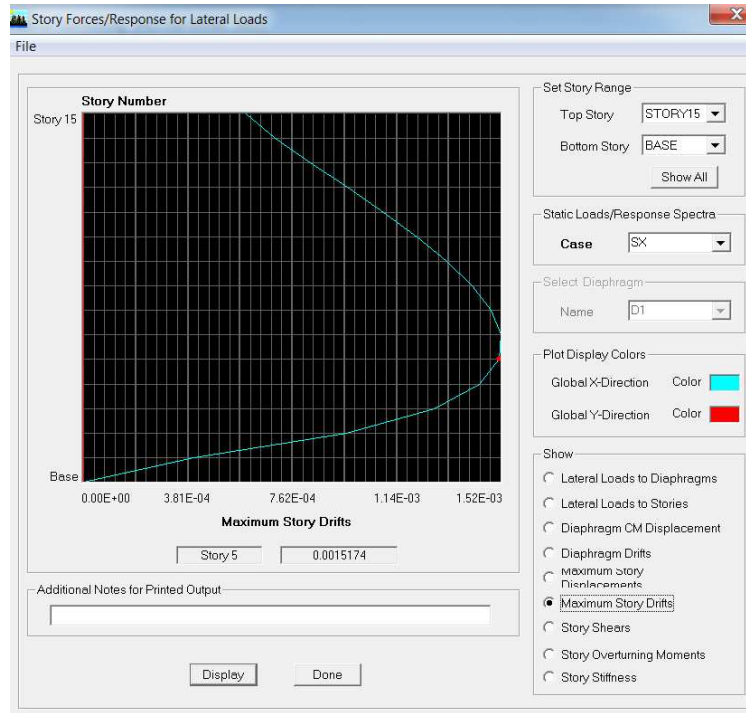 Story Forces/Response for Lateral Loads
File
Story Number
Story 15
Base
0.00E+00 3.81E-04 7.62E-04 1.14E-03 1.52E-03
Maximum Story Drifts
Story 5 0.0015174
Additional Notes for Printed Output
Display Done
Set Story Range
Top Story STORY15
Bottom Story BASE
Show All
Static Loads/Response Spectra
Case SX
Select Diaphragm
Name D1
Plot Display Colors
Global X-Direction Color
Global Y-Direction Color
Show
Lateral Loads to Diaphragms
Lateral Loads to Stories
Diaphragm CM Displacement
Diaphragm Drifts
Maximum Story
Displacements
Maximum Story Drifts
Story Shears
Story Overturning Moments
Story Stiffness